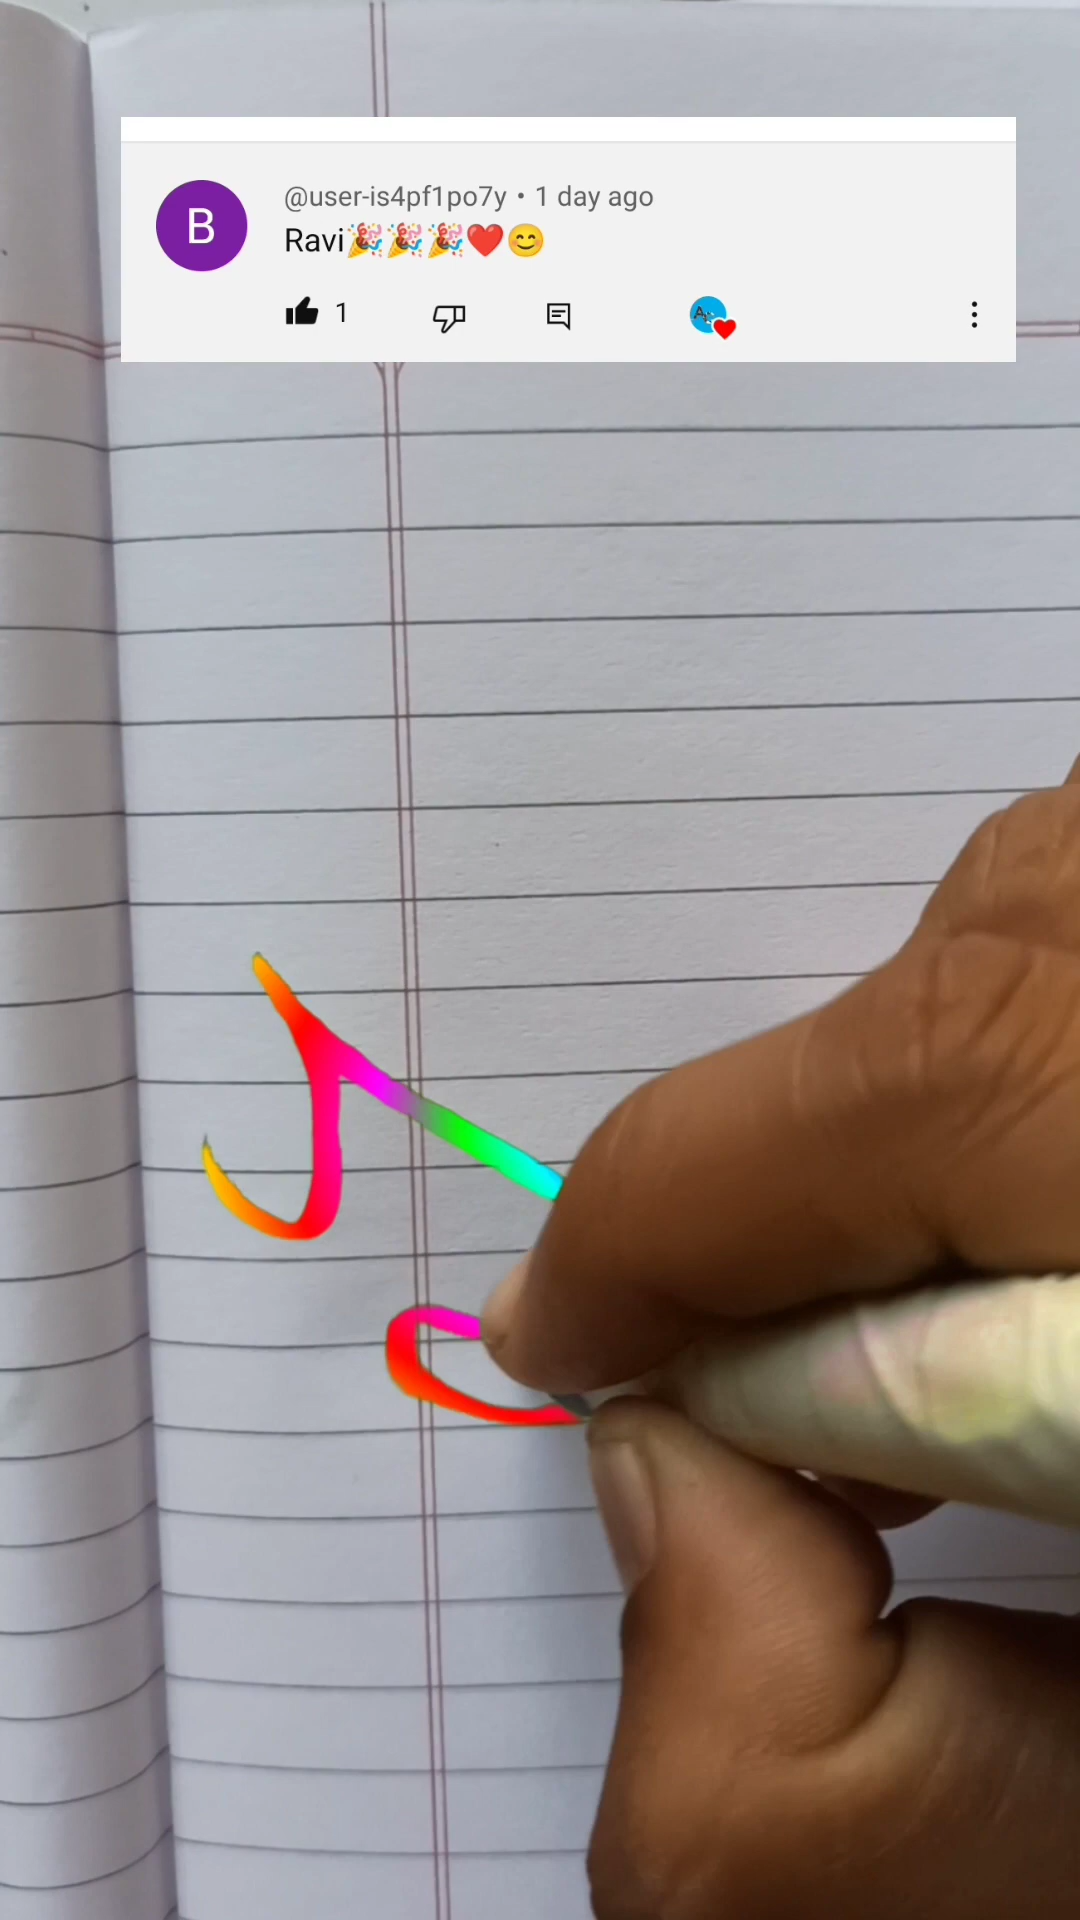 B
@user-is4pf1po7y • 1 day ago
Ravi🎉🎉🎉❤️😊
1